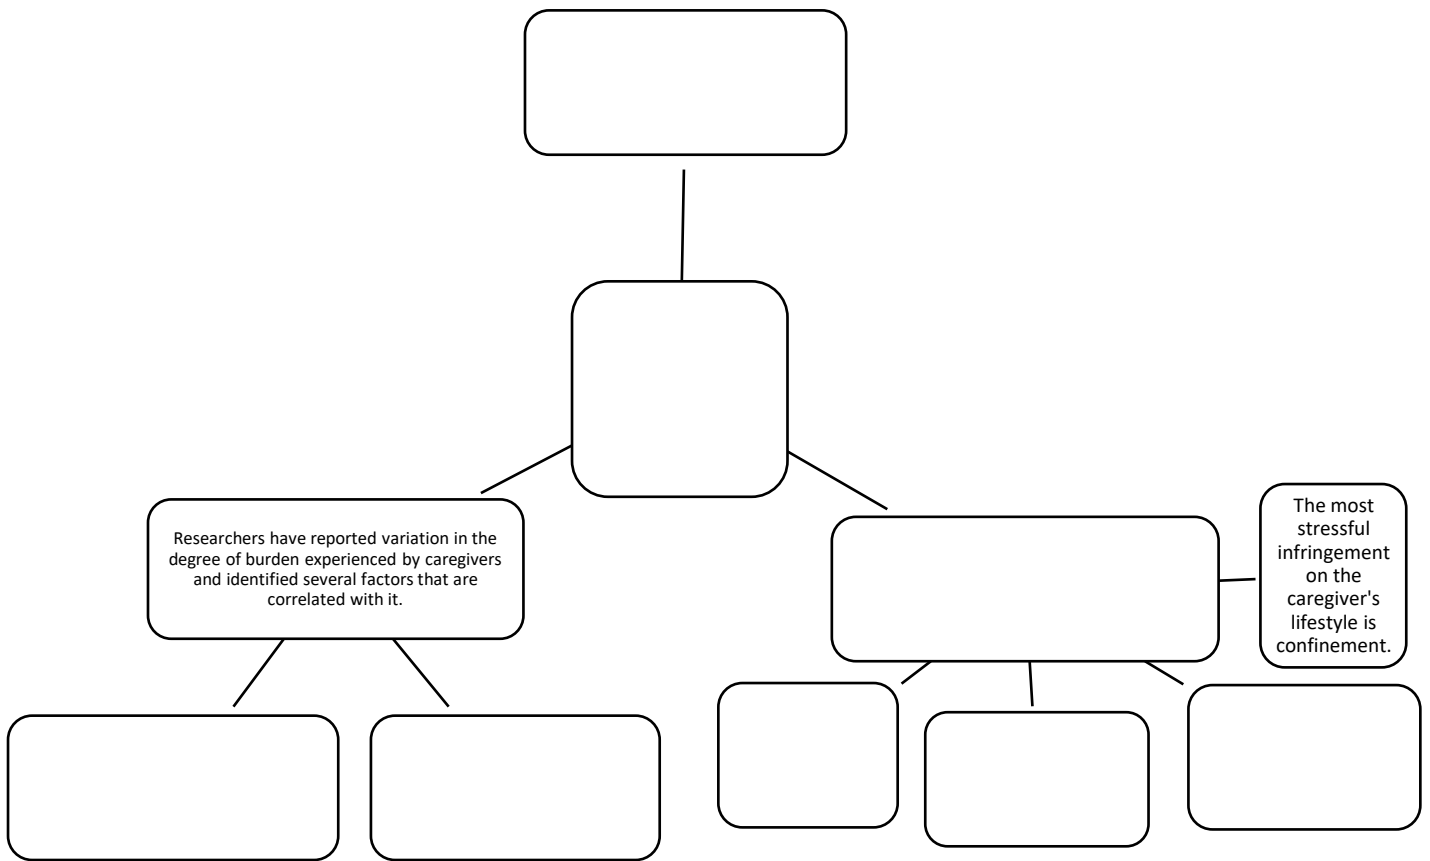 Researchers have reported variation in the
degree of burden experienced by caregivers
and identified several factors that are
correlated with it.
The most
stressful
infringement
on the
caregiver's
lifestyle is
confinement.